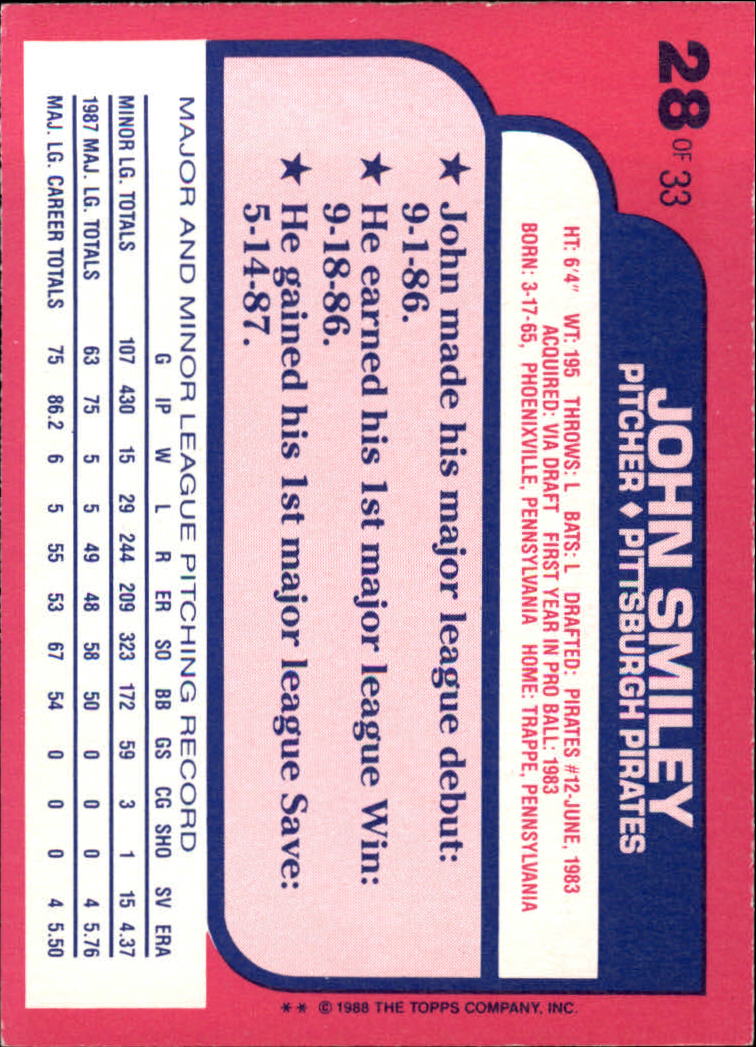 28 OF 33
JOHN SMILEY
PITCHER ♦ PITTSBURGH PIRATES
HT: 6'4" WT: 195 THROWS: L BATS: L DRAFTED: PIRATES #12-JUNE, 1983
ACQUIRED: VIA DRAFT FIRST YEAR IN PRO BALL: 1983
BORN: 3-17-65, PHOENIXVILLE, PENNSYLVANIA HOME: TRAPPE, PENNSYLVANIA
★ John made his major league debut:
9-1-86.
★ He earned his 1st major league Win:
9-18-86.
★ He gained his 1st major league Save:
5-14-87.
MAJOR AND MINOR LEAGUE PITCHING RECORD
G IP W L R ER SO BB GS CG SHO SV ERA
MINOR LG. TOTALS 107 430 15 29 244 209 323 172 59 3 1 15 4.37
1987 MAJ. LG. TOTALS 63 75 5 5 49 48 58 50 0 0 0 4 5.76
MAJ. LG. CAREER TOTALS 75 86.2 6 5 55 53 67 54 0 0 0 4 5.50
** © 1988 THE TOPPS COMPANY, INC.